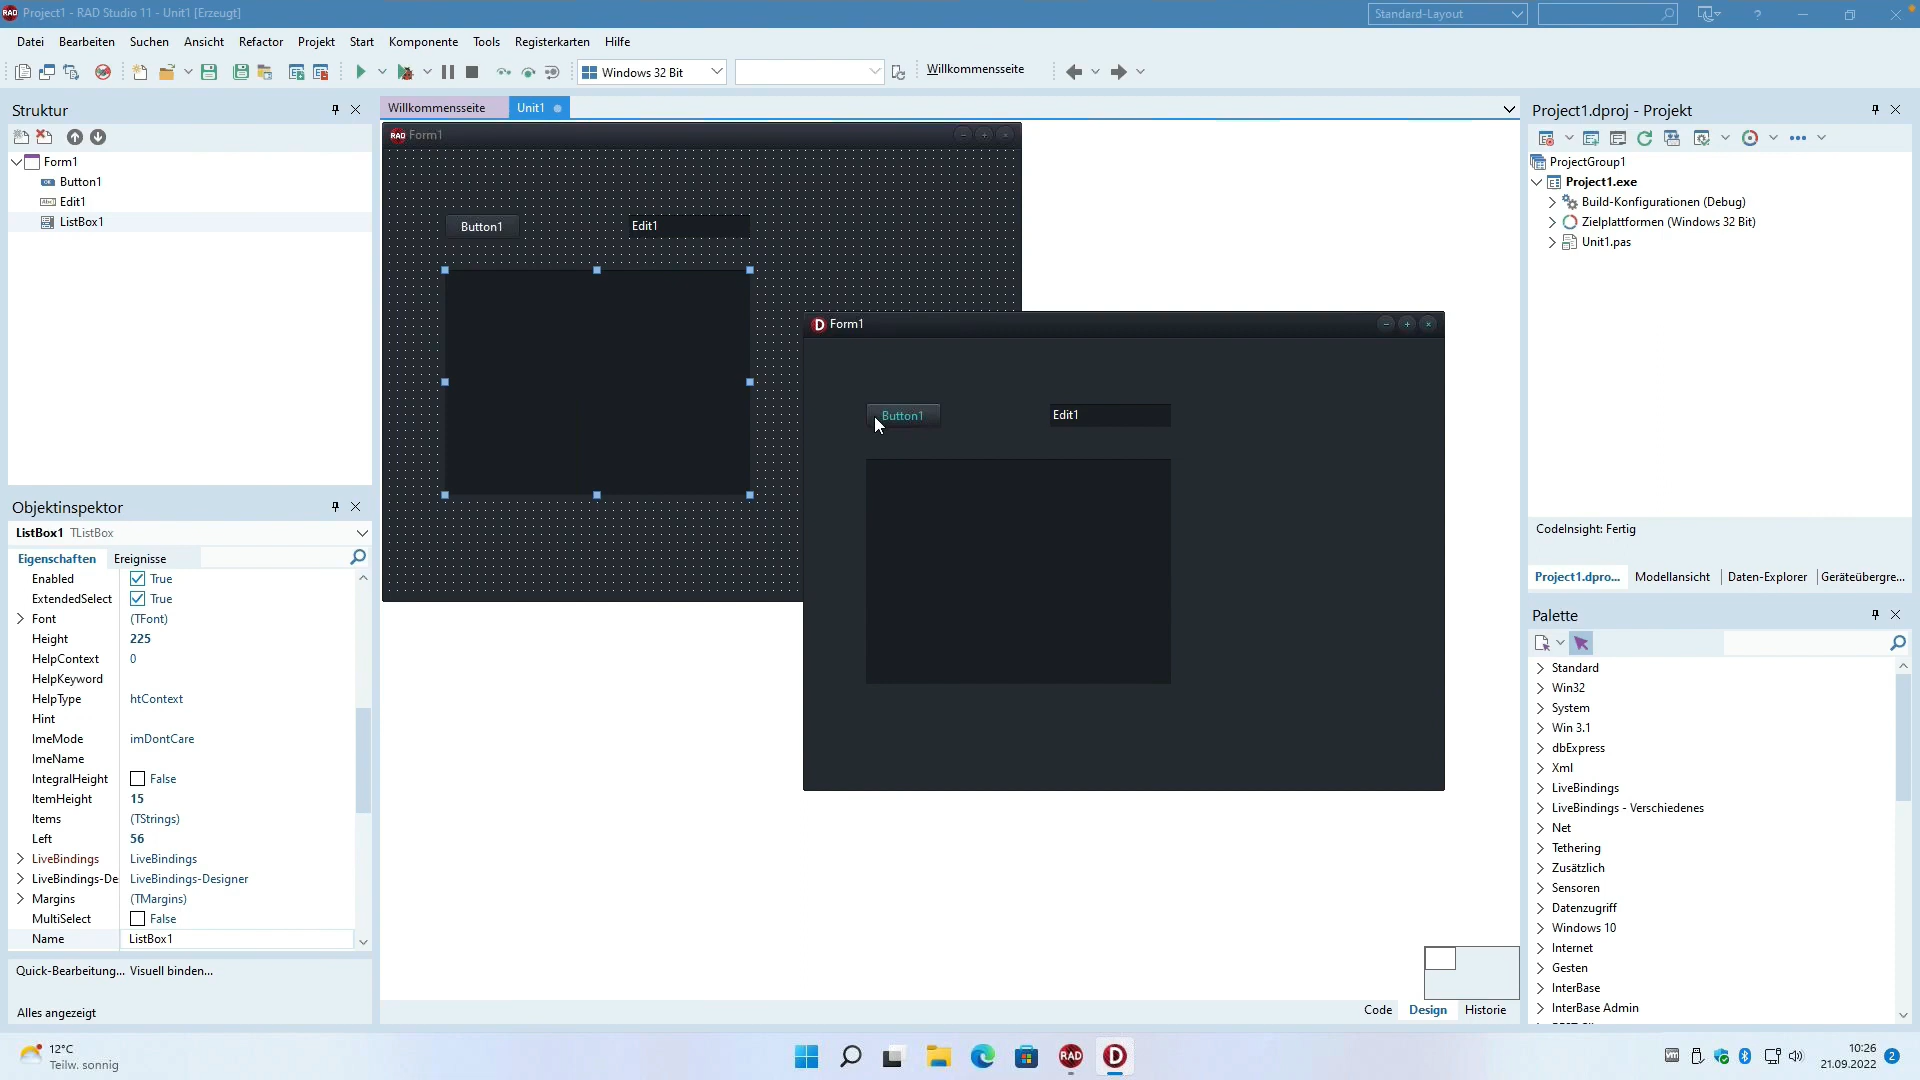 RAD Project1 - RAD Studio 11 - Unit1 [Erzeugt]
Standard-Layout
?
Datei Bearbeiten Suchen Ansicht Refactor Projekt Start Komponente Tools Registerkarten Hilfe
Windows 32 Bit
Willkommensseite
Struktur
Form1
Button1
Edit1
ListBox1
Objektinspektor
ListBox1 TListBox
Eigenschaften Ereignisse
Enabled True
ExtendedSelect True
Font (TFont)
Height 225
HelpContext 0
HelpKeyword
HelpType htContext
Hint
ImeMode imDontCare
ImeName
IntegralHeight False
ItemHeight 15
Items (TStrings)
Left 56
LiveBindings LiveBindings
LiveBindings-De LiveBindings-Designer
Margins (TMargins)
MultiSelect False
Name ListBox1
Quick-Bearbeitung... Visuell binden...
Alles angezeigt
Willkommensseite Unit1
RAD Form1
Button1 Edit1
D Form1
Button1 Edit1
Code Design Historie
Project1.dproj - Projekt
ProjectGroup1
Project1.exe
Build-Konfigurationen (Debug)
Zielplattformen (Windows 32 Bit)
Unit1.pas
CodeInsight: Fertig
Project1.dpro... Modellansicht Daten-Explorer Geräteübergre...
Palette
Standard
Win32
System
Win 3.1
dbExpress
Xml
LiveBindings
LiveBindings - Verschiedenes
Net
Tethering
Zusätzlich
Sensoren
Datenzugriff
Windows 10
Internet
Gesten
InterBase
InterBase Admin
12°C
Teilw. sonnig
RAD D
10:26
21.09.2022
2